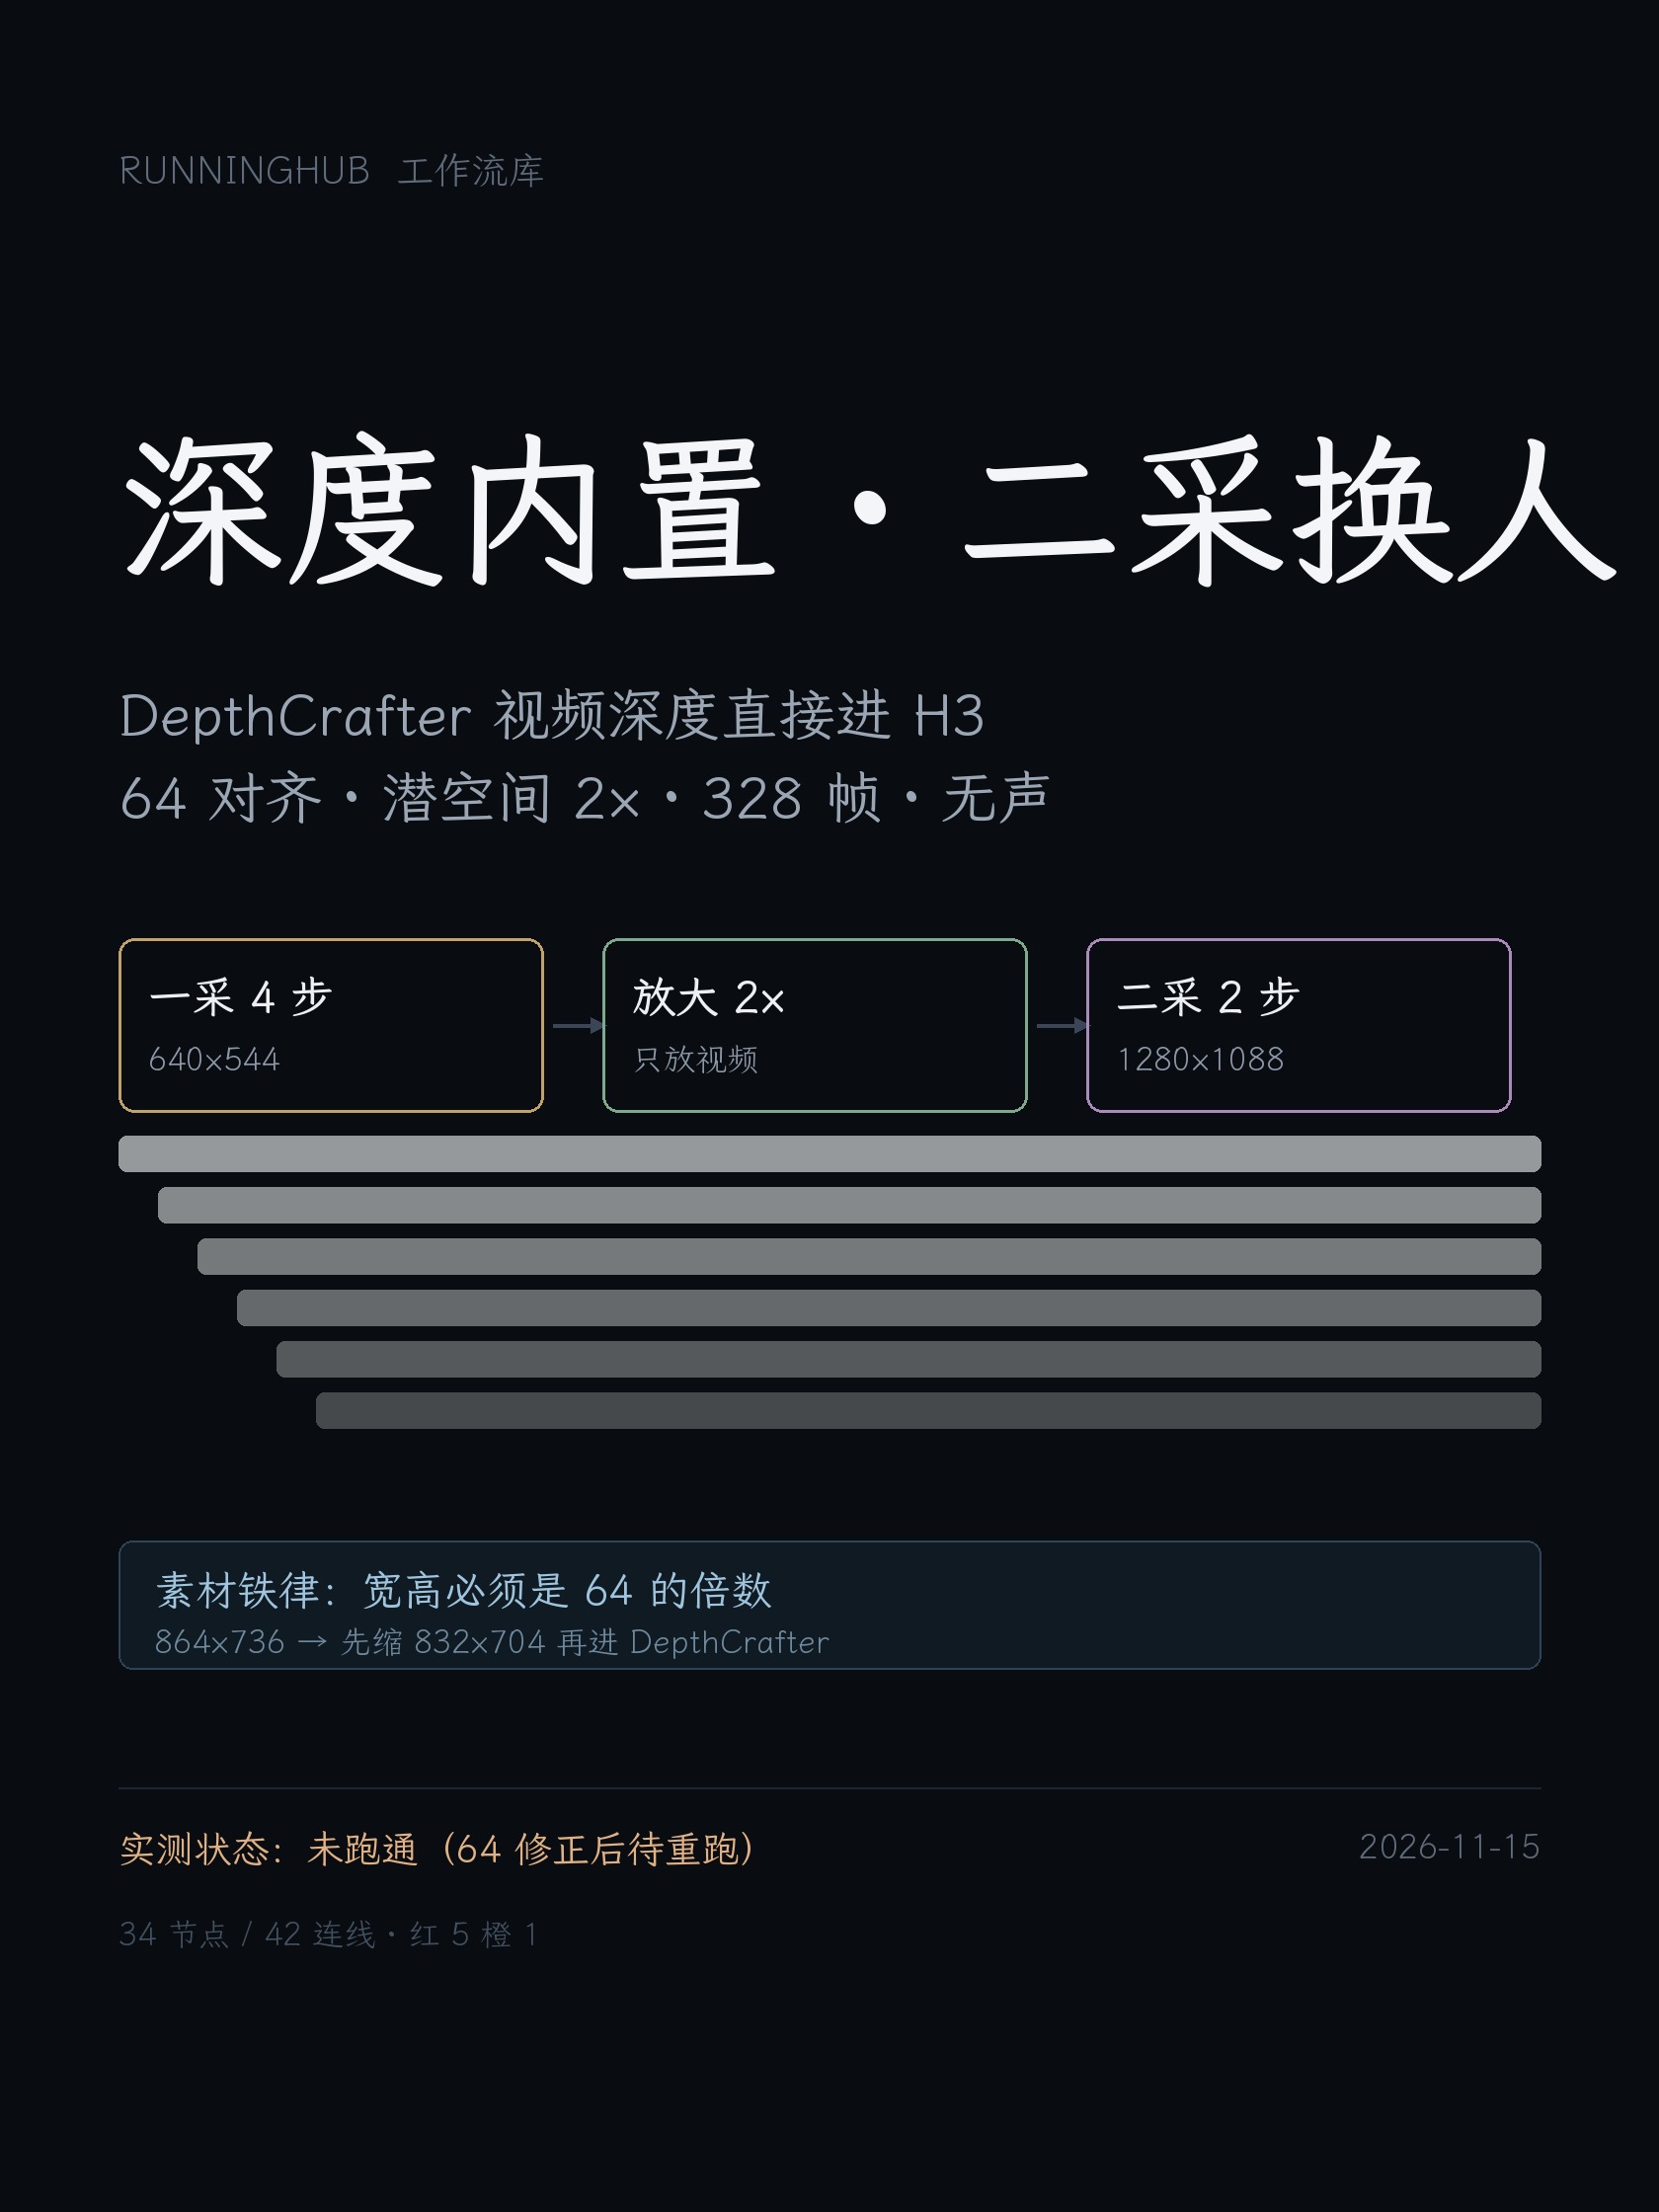 RUNNINGHUB 工作流库
深度内置·二采换人
DepthCrafter 视频深度直接进 H3
64 对齐·潜空间 2x·328 帧·无声
一采 4 步
640x544
放大 2x
只放视频
二采 2 步
1280x1088
素材铁律：宽高必须是 64 的倍数
864x736 → 先缩 832x704 再进 DepthCrafter
实测状态：未跑通（64 修正后待重跑）
2026-11-15
34 节点 / 42 连线·红 5 橙 1